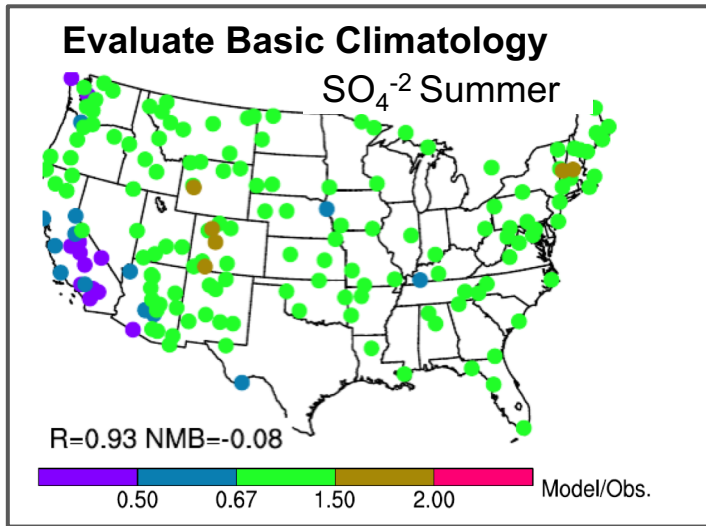 Evaluate Basic Climatology
SO₄⁻² Summer
R=0.93 NMB=-0.08
0.50 0.67 1.50 2.00 Model/Obs.